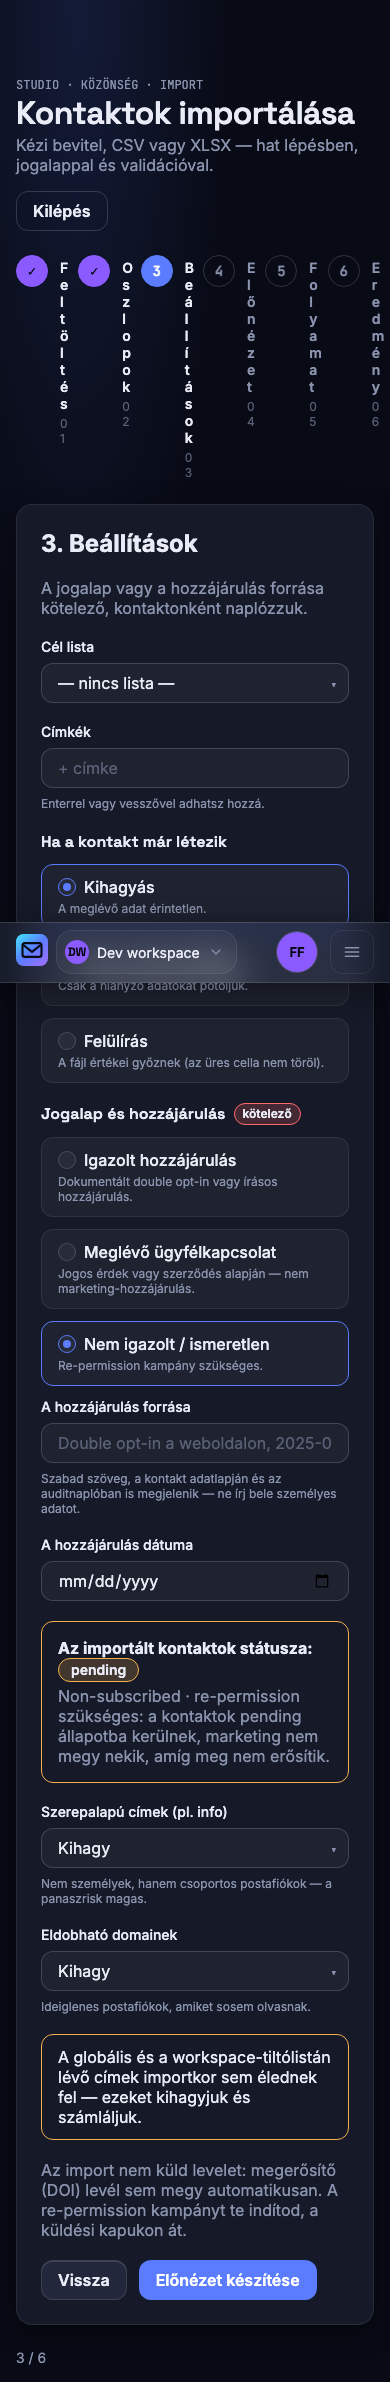 STUDIO · KÖZÖNSÉG · IMPORT
Kontaktok importálása
Kézi bevitel, CSV vagy XLSX — hat lépésben,
jogalappal és validációval.
Kilépés
✓ Feltöltés 01
✓ Oszlopok 02
3 Beállítások 03
4 Előnézet 04
5 Folyamat 05
6 Eredmény 06
3. Beállítások
A jogalap vagy a hozzájárulás forrása
kötelező, kontaktonként naplózzuk.
Cél lista
— nincs lista —
Címkék
+ címke
Enterrel vagy vesszővel adhatsz hozzá.
Ha a kontakt már létezik
Kihagyás
A meglévő adat érintetlen.
DW Dev workspace FF
Csak a hiányzó adatokat pótoljuk.
Felülírás
A fájl értékei győznek (az üres cella nem töröl).
Jogalap és hozzájárulás kötelező
Igazolt hozzájárulás
Dokumentált double opt-in vagy írásos
hozzájárulás.
Meglévő ügyfélkapcsolat
Jogos érdek vagy szerződés alapján — nem
marketing-hozzájárulás.
Nem igazolt / ismeretlen
Re-permission kampány szükséges.
A hozzájárulás forrása
Double opt-in a weboldalon, 2025-0
Szabad szöveg, a kontakt adatlapján és az
auditnaplóban is megjelenik — ne írj bele személyes
adatot.
A hozzájárulás dátuma
mm/dd/yyyy
Az importált kontaktok státusza:
pending
Non-subscribed · re-permission
szükséges: a kontaktok pending
állapotba kerülnek, marketing nem
megy nekik, amíg meg nem erősítik.
Szerepalapú címek (pl. info)
Kihagy
Nem személyek, hanem csoportos postafiókok — a
panaszrisk magas.
Eldobható domainek
Kihagy
Ideiglenes postafiókok, amiket sosem olvasnak.
A globális és a workspace-tiltólistán
lévő címek importkor sem élednek
fel — ezeket kihagyjuk és
számláljuk.
Az import nem küld levelet: megerősítő
(DOI) levél sem megy automatikusan. A
re-permission kampányt te indítod, a
küldési kapukon át.
Vissza
Előnézet készítése
3 / 6